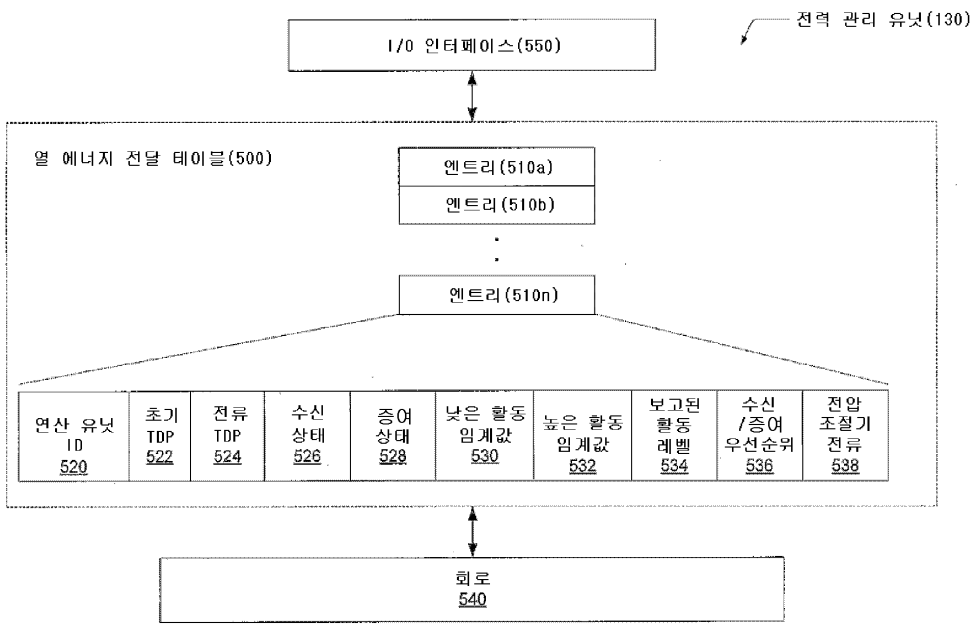 전력 관리 유닛(130)
I/O 인터페이스(550)
열 에너지 전달 테이블(500)
엔트리(510a)
엔트리(510b)
엔트리(510n)
연산 유닛
ID
520
초기
TDP
522
전류
TDP
524
수신
상태
526
증여
상태
528
낮은 활동
임계값
530
높은 활동
임계값
532
보고된
활동
레벨
534
수신
/증여
우선순위
536
전압
조절기
전류
538
회로
540